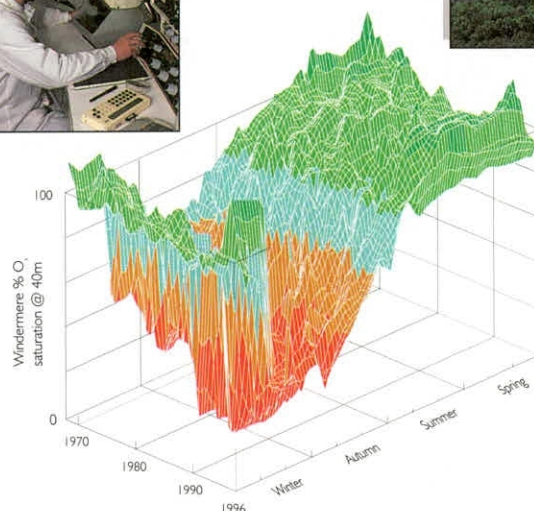 100
Windermere % O2
saturation @ 40m
0
1970
1980
1990
1996
Winter
Autumn
Summer
Spring